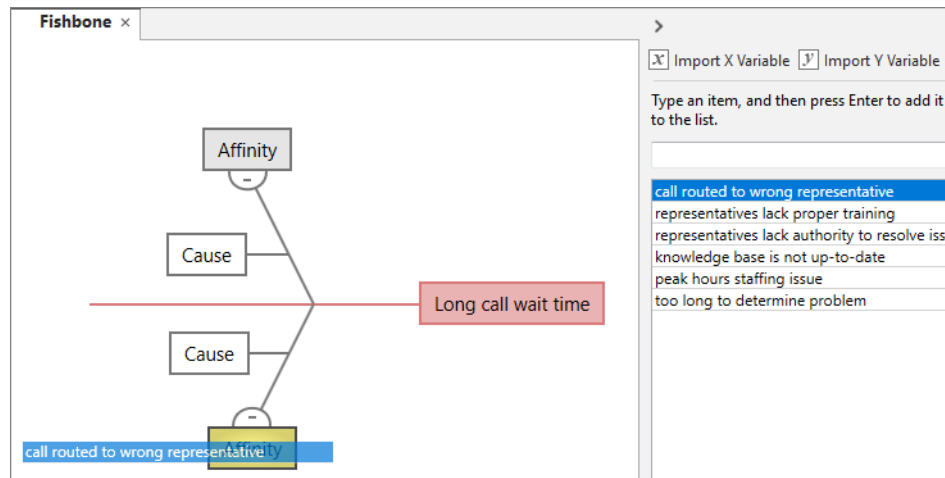 Fishbone ×
Import X Variable
Import Y Variable
Type an item, and then press Enter to add it
to the list.
call routed to wrong representative
representatives lack proper training
representatives lack authority to resolve iss
knowledge base is not up-to-date
peak hours staffing issue
too long to determine problem
Affinity
Cause
Long call wait time
Cause
Affinity
call routed to wrong representative